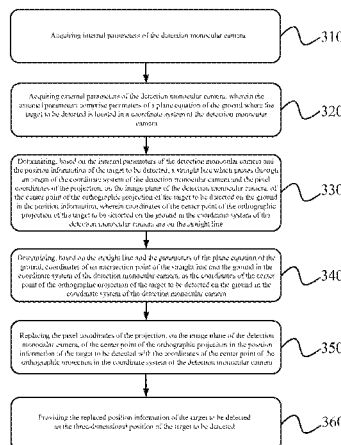 Acquiring internal parameters of the detection monocular camera
310
Acquiring external parameters of the detection monocular camera, wherein the
external parameters comprise parameters of a plane equation of the ground where the
target to be detected is located in a coordinate system of the detection monocular
camera
320
Determining, based on the internal parameters of the detection monocular camera and
the position information of the target to be detected, a straight line which passes through
an origin of the coordinate system of the detection monocular camera and the pixel
coordinates of the projection, on the image plane of the detection monocular camera, of
the center point of the orthographic projection of the target to be detected on the ground
in the position information, wherein coordinates of the center point of the orthographic
projection of the target to be detected on the ground in the coordinate system of the
detection monocular camera are on the straight line
330
Determining, based on the straight line and the parameters of the plane equation of the
ground, coordinates of an intersection point of the straight line and the ground in the
coordinate system of the detection monocular camera, as the coordinates of the center
point of the orthographic projection of the target to be detected on the ground in the
coordinate system of the detection monocular camera
340
Replacing the pixel coordinates of the projection, on the image plane of the detection
monocular camera, of the center point of the orthographic projection in the position
information of the target to be detected with the coordinates of the center point of the
orthographic projection in the coordinate system of the detection monocular camera
350
Providing the replaced position information of the target to be detected
as the three-dimensional position of the target to be detected
360